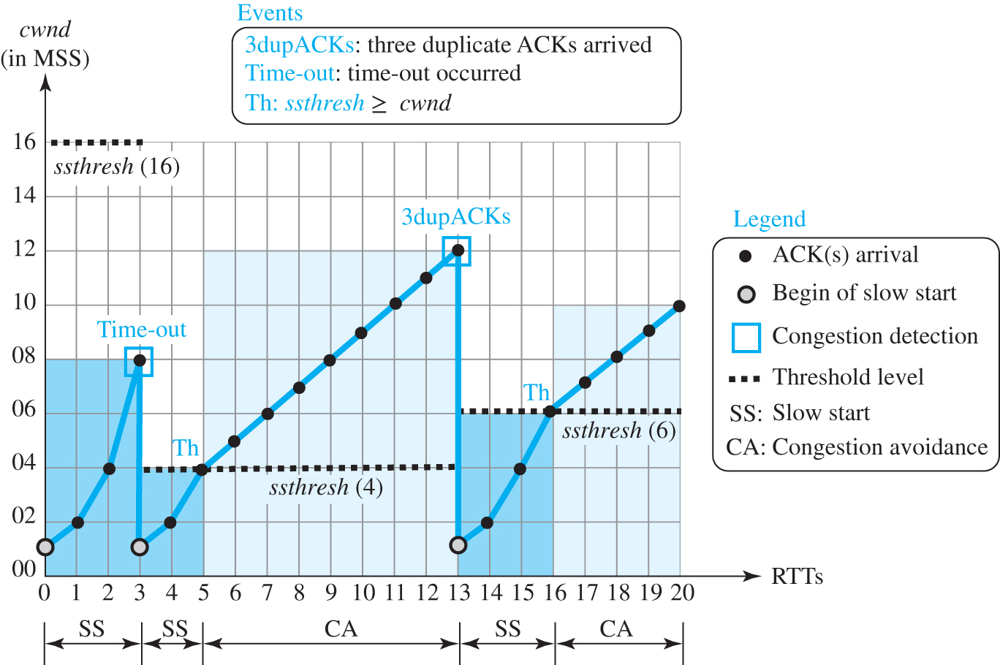 Events
3dupACKs: three duplicate ACKs arrived
Time-out: time-out occurred
Th: ssthresh ≥ cwnd
cwnd
(in MSS)
16
ssthresh (16)
14
3dupACKs
12
10
Time-out
08
Th
06
ssthresh (6)
Th
04
ssthresh (4)
02
00
0 1 2 3 4 5 6 7 8 9 10 11 12 13 14 15 16 17 18 19 20
RTTs
SS SS CA SS CA
Legend
ACK(s) arrival
Begin of slow start
Congestion detection
Threshold level
SS: Slow start
CA: Congestion avoidance